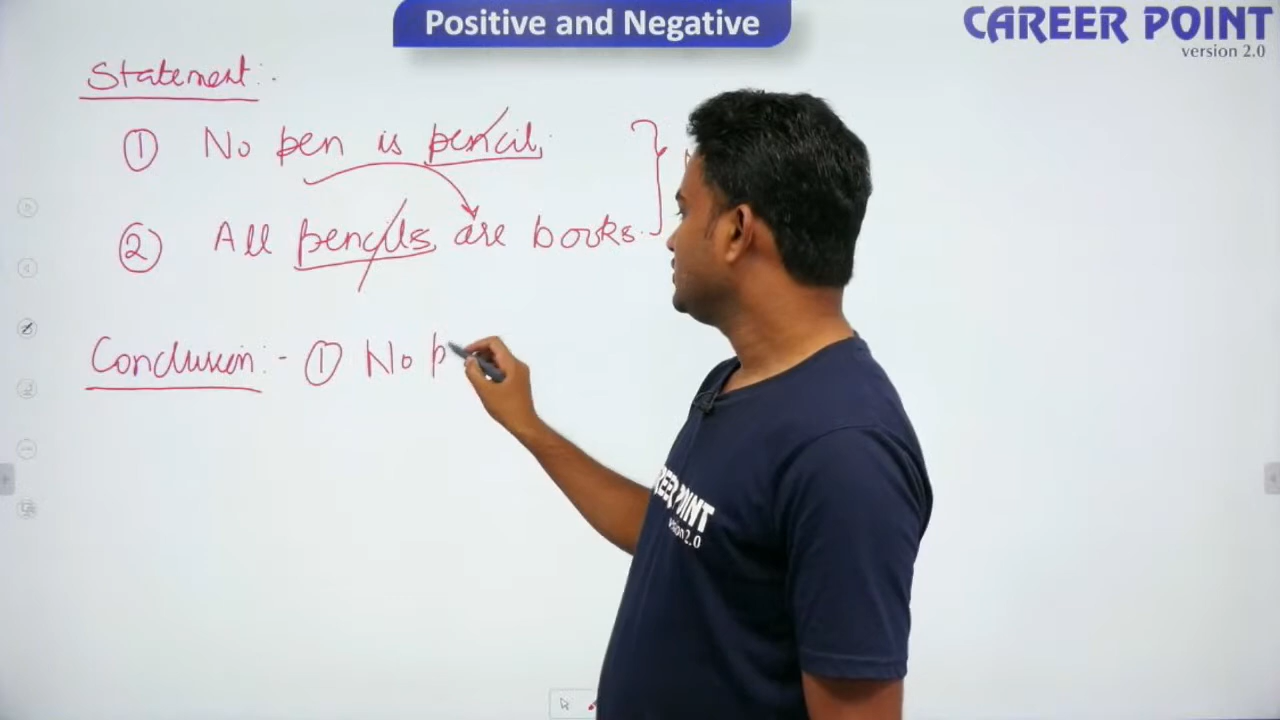 Positive and Negative
CAREER POINT
version 2.0
Statement:-
① No pen is pencil.
② All pencils are books.
Conclusion:- ① No p
REER POINT
version 2.0